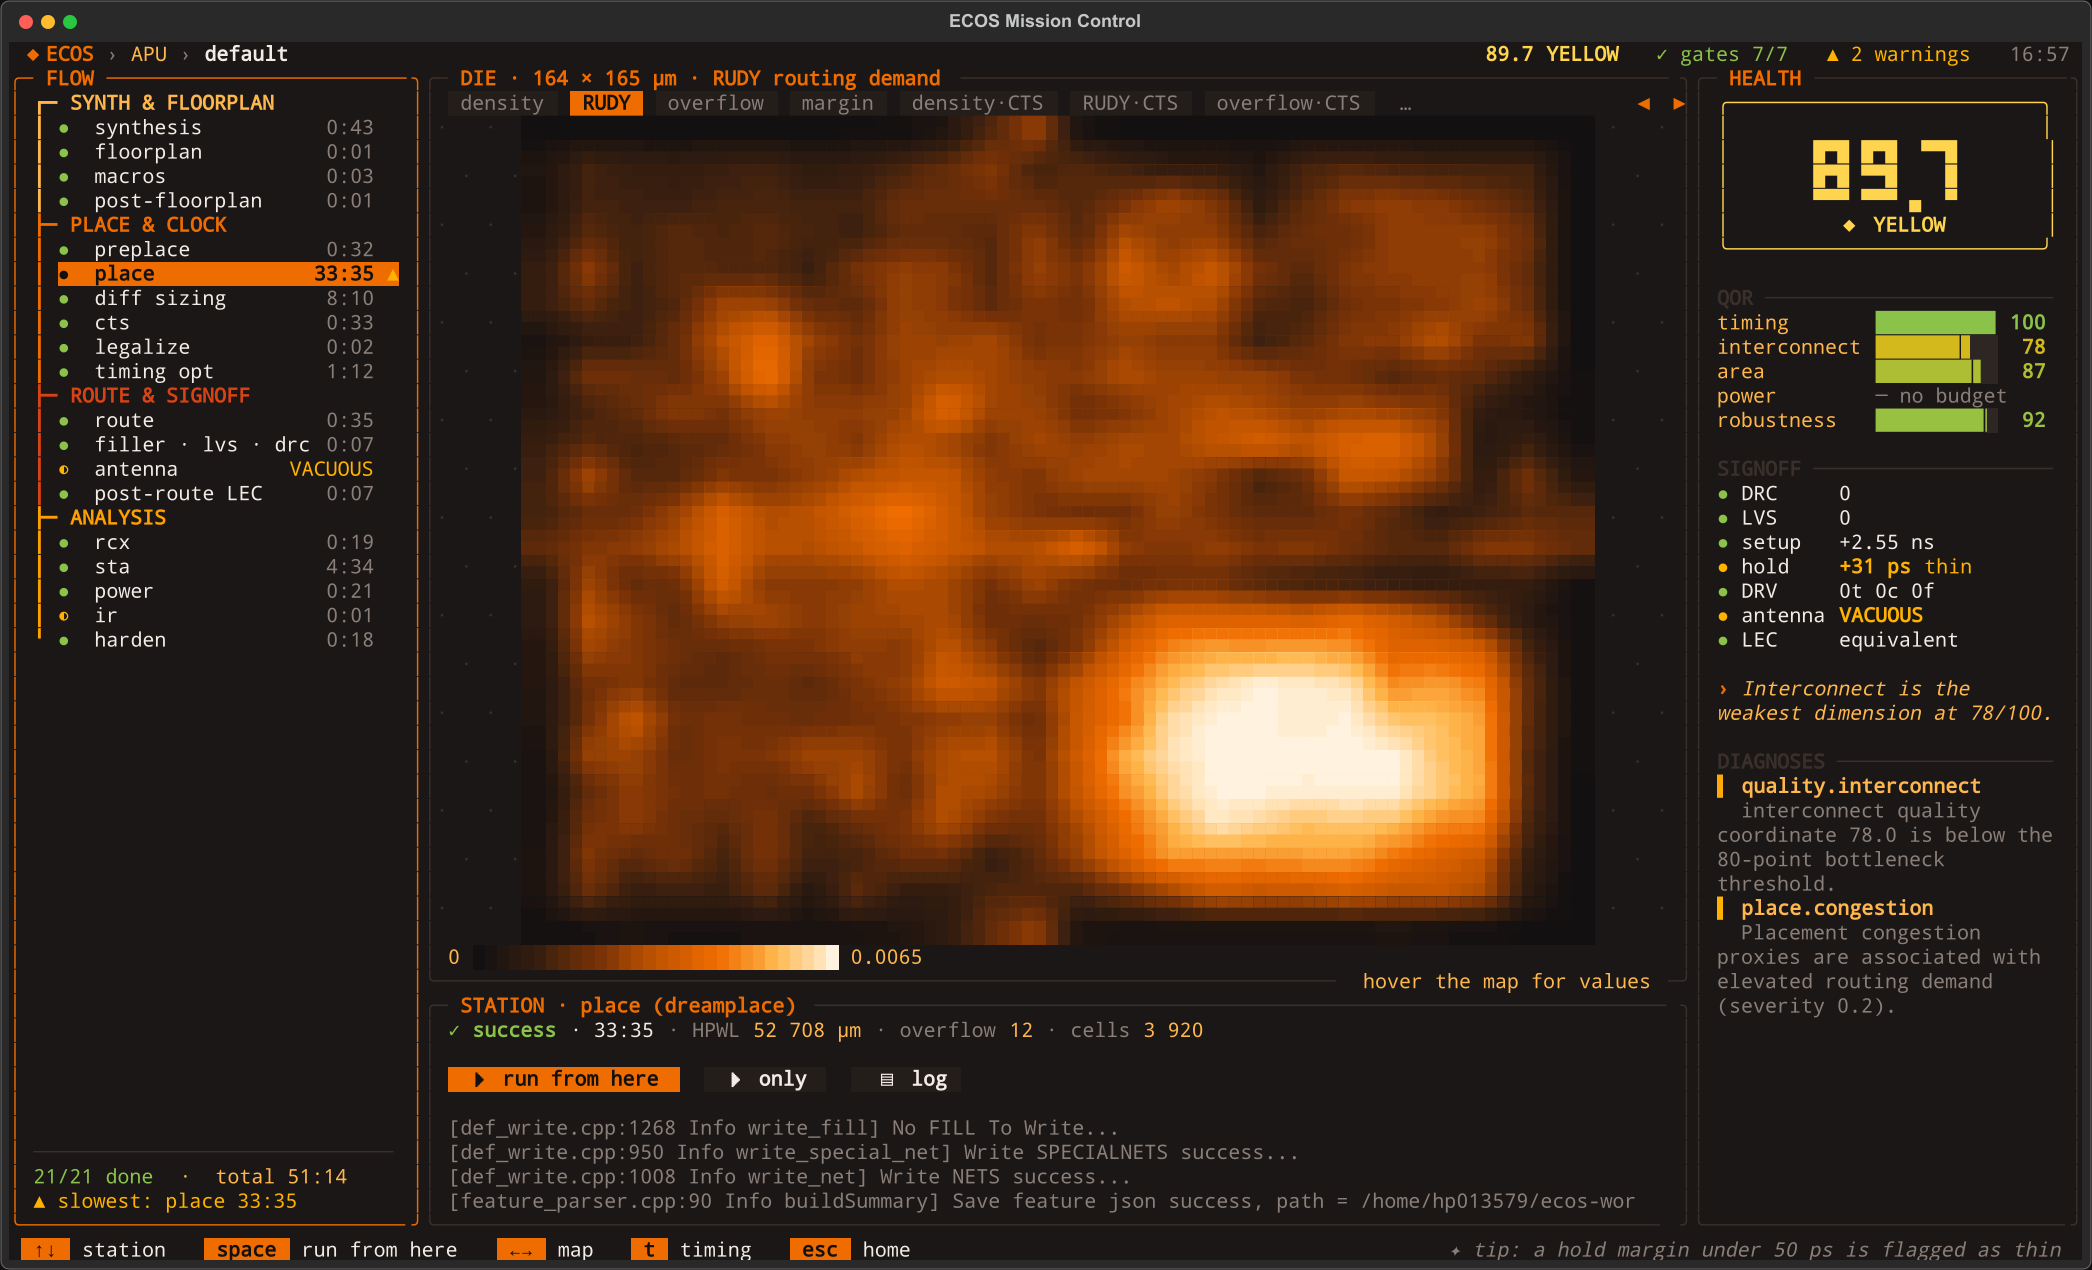 ECOS Mission Control
◆ ECOS › APU › default
89.7 YELLOW ✓ gates 7/7 ▲ 2 warnings 16:57
FLOW
SYNTH & FLOORPLAN
● synthesis 0:43
● floorplan 0:01
● macros 0:03
● post-floorplan 0:01
PLACE & CLOCK
● preplace 0:32
● place 33:35 ▲
● diff sizing 8:10
● cts 0:33
● legalize 0:02
● timing opt 1:12
ROUTE & SIGNOFF
● route 0:35
● filler · lvs · drc 0:07
◐ antenna VACUOUS
● post-route LEC 0:07
ANALYSIS
● rcx 0:19
● sta 4:34
● power 0:21
◐ ir 0:01
● harden 0:18
21/21 done · total 51:14
▲ slowest: place 33:35
DIE · 164 × 165 µm · RUDY routing demand
density RUDY overflow margin density·CTS RUDY·CTS overflow·CTS … ◀ ▶
0 0.0065
hover the map for values
STATION · place (dreamplace)
✓ success · 33:35 · HPWL 52 708 µm · overflow 12 · cells 3 920
▶ run from here ▶ only ▤ log
[def_write.cpp:1268 Info write_fill] No FILL To Write...
[def_write.cpp:950 Info write_special_net] Write SPECIALNETS success...
[def_write.cpp:1008 Info write_net] Write NETS success...
[feature_parser.cpp:90 Info buildSummary] Save feature json success, path = /home/hp013579/ecos-wor
HEALTH
89.7
◆ YELLOW
QOR
timing 100
interconnect 78
area 87
power — no budget
robustness 92
SIGNOFF
● DRC 0
● LVS 0
● setup +2.55 ns
● hold +31 ps thin
● DRV 0t 0c 0f
● antenna VACUOUS
● LEC equivalent
› Interconnect is the
weakest dimension at 78/100.
DIAGNOSES
quality.interconnect
interconnect quality
coordinate 78.0 is below the
80-point bottleneck
threshold.
place.congestion
Placement congestion
proxies are associated with
elevated routing demand
(severity 0.2).
↑↓ station space run from here ←→ map t timing esc home
✦ tip: a hold margin under 50 ps is flagged as thin